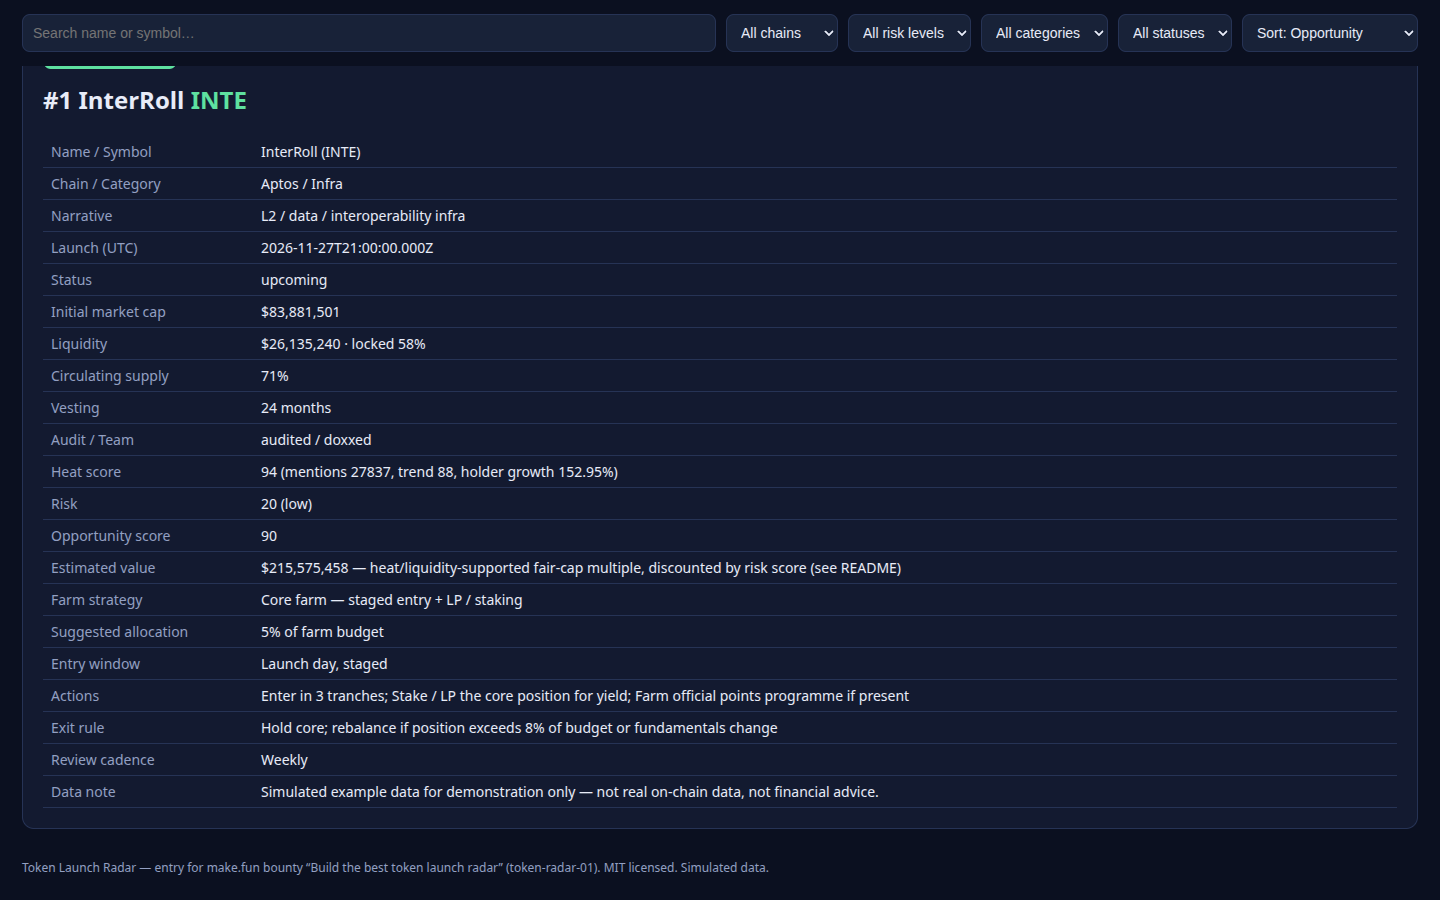 Search name or symbol…
All chains
All risk levels
All categories
All statuses
Sort: Opportunity
#1 InterRoll INTE
Name / Symbol InterRoll (INTE)
Chain / Category Aptos / Infra
Narrative L2 / data / interoperability infra
Launch (UTC) 2026-11-27T21:00:00.000Z
Status upcoming
Initial market cap $83,881,501
Liquidity $26,135,240 · locked 58%
Circulating supply 71%
Vesting 24 months
Audit / Team audited / doxxed
Heat score 94 (mentions 27837, trend 88, holder growth 152.95%)
Risk 20 (low)
Opportunity score 90
Estimated value $215,575,458 — heat/liquidity-supported fair-cap multiple, discounted by risk score (see README)
Farm strategy Core farm — staged entry + LP / staking
Suggested allocation 5% of farm budget
Entry window Launch day, staged
Actions Enter in 3 tranches; Stake / LP the core position for yield; Farm official points programme if present
Exit rule Hold core; rebalance if position exceeds 8% of budget or fundamentals change
Review cadence Weekly
Data note Simulated example data for demonstration only — not real on-chain data, not financial advice.
Token Launch Radar — entry for make.fun bounty “Build the best token launch radar” (token-radar-01). MIT licensed. Simulated data.